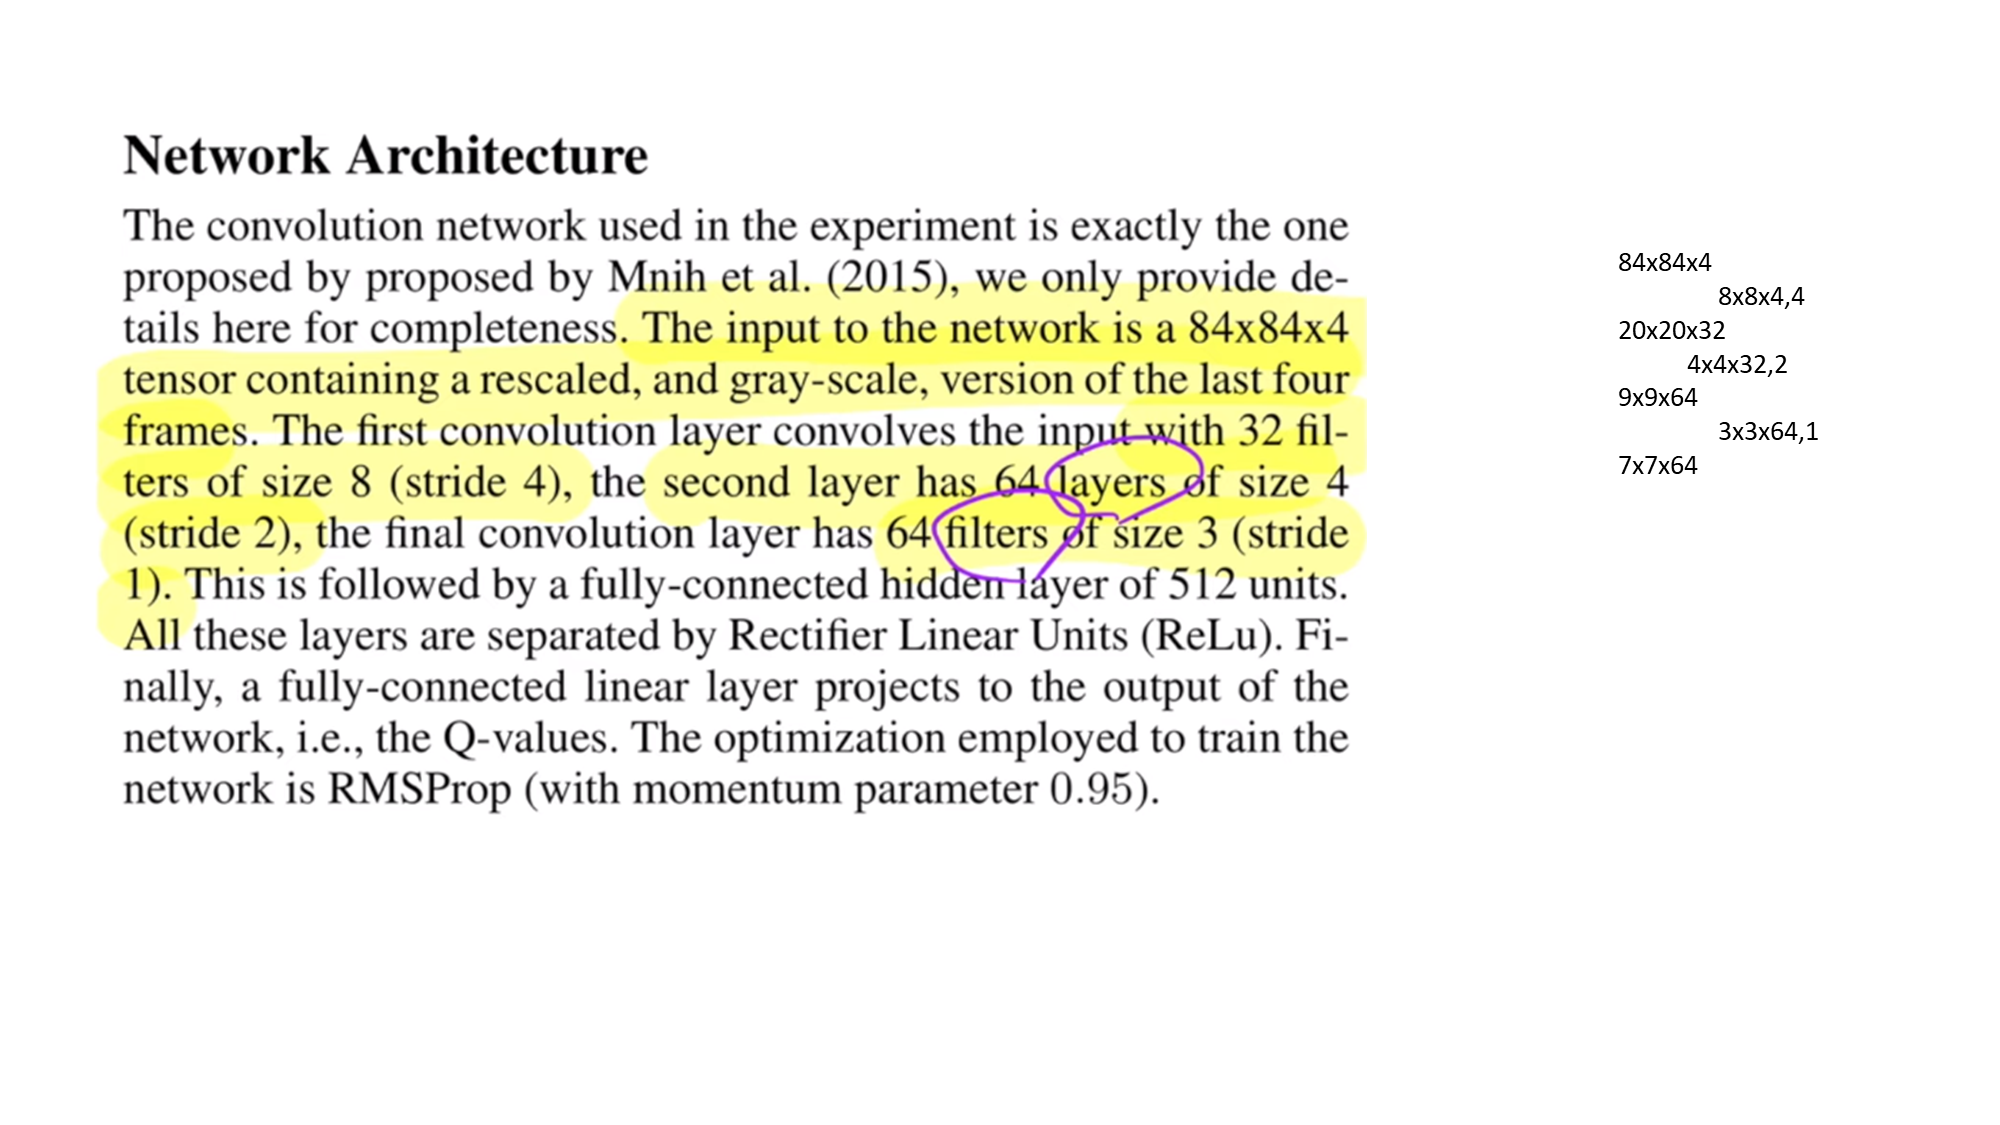 Network Architecture
The convolution network used in the experiment is exactly the one
proposed by proposed by Mnih et al. (2015), we only provide de-
tails here for completeness. The input to the network is a 84x84x4
tensor containing a rescaled, and gray-scale, version of the last four
frames. The first convolution layer convolves the input with 32 fil-
ters of size 8 (stride 4), the second layer has 64 layers of size 4
(stride 2), the final convolution layer has 64 filters of size 3 (stride
1). This is followed by a fully-connected hidden layer of 512 units.
All these layers are separated by Rectifier Linear Units (ReLu). Fi-
nally, a fully-connected linear layer projects to the output of the
network, i.e., the Q-values. The optimization employed to train the
network is RMSProp (with momentum parameter 0.95).
84x84x4
8x8x4,4
20x20x32
4x4x32,2
9x9x64
3x3x64,1
7x7x64